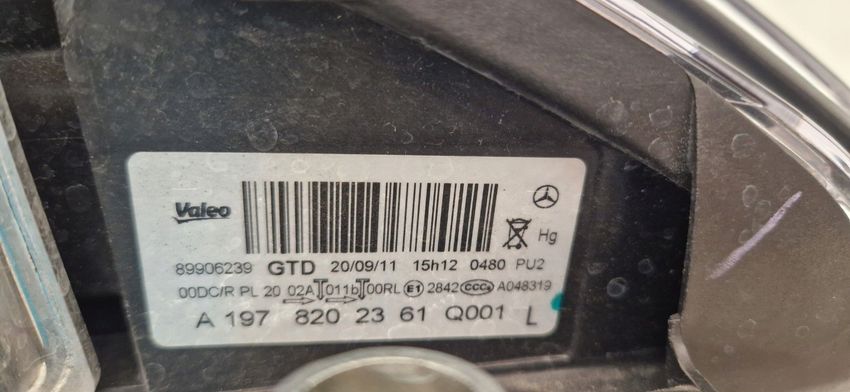 Valeo
Hg
89906239 GTD 20/09/11 15h12 0480 PU2
00DC/R PL 20 02A 011b 00RL E1 2842 CCC A048319
A 197 820 23 61 Q001 L